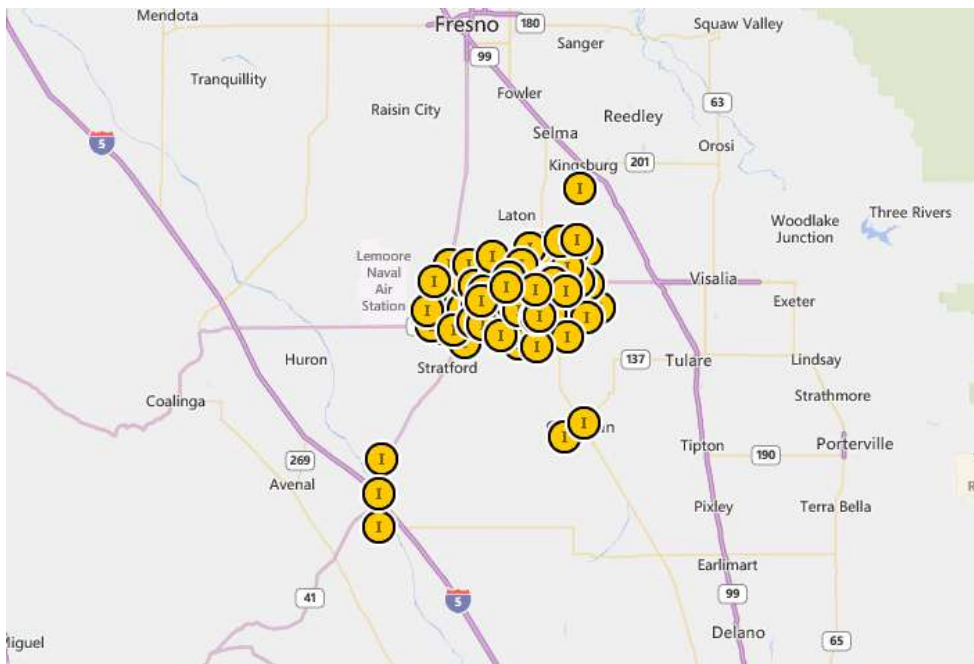 Mendota
Fresno
180
Squaw Valley
Sanger
99
Tranquillity
Fowler
Raisin City
63
Reedley
Selma
5
Orosi
Kingsburg
201
I
Laton
Three Rivers
Woodlake
Junction
Lemoore
Naval
Air
Station
I
Visalia
Exeter
Huron
Stratford
137
Tulare
Lindsay
Coalinga
Strathmore
I
I
Tipton
190
Porterville
269
I
Avenal
I
Pixley
Terra Bella
I
Earlimart
41
5
99
Delano
65